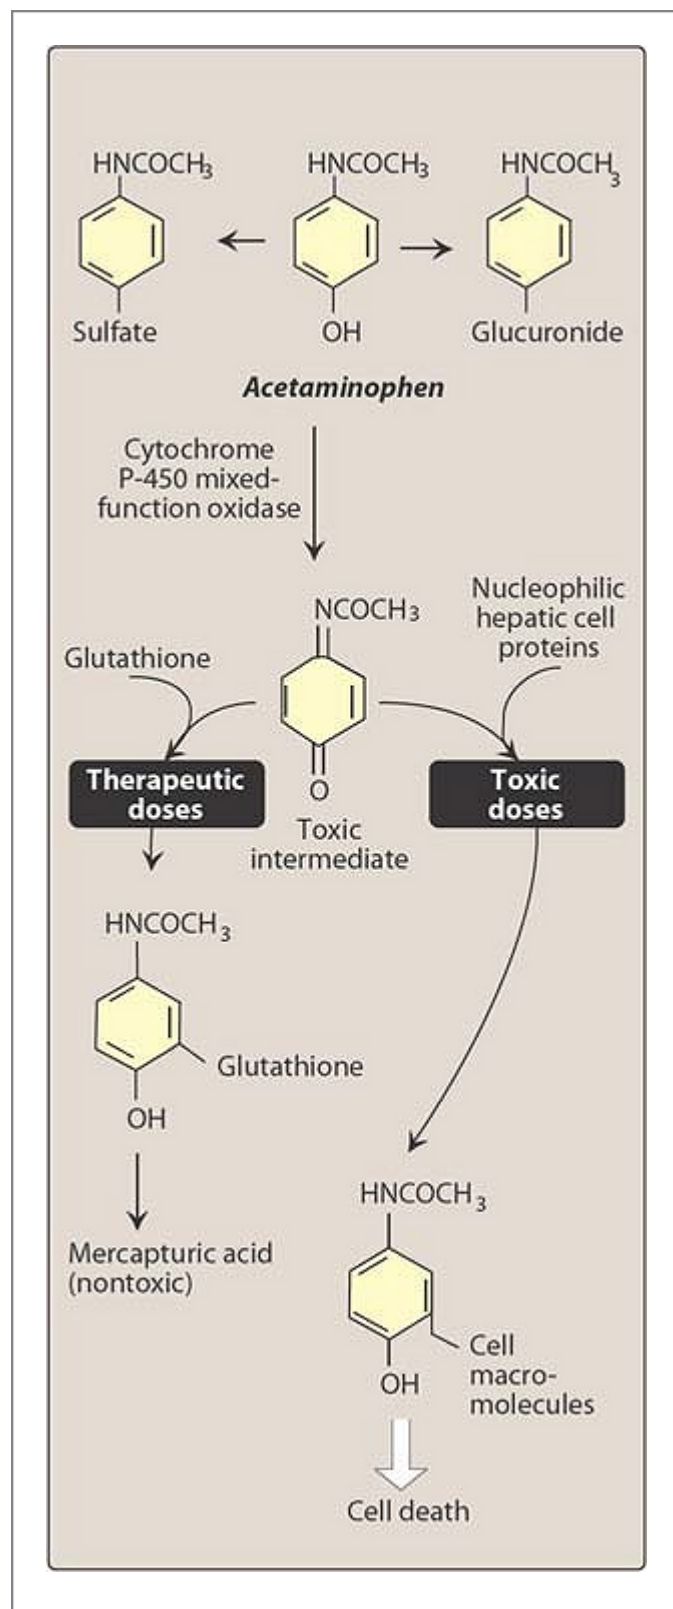 HNCOCH3 HNCOCH3 HNCOCH3
Sulfate OH Glucuronide
Acetaminophen
Cytochrome
P-450 mixed-
function oxidase
Nucleophilic
hepatic cell
proteins
NCOCH3
Glutathione
Therapeutic
doses
Toxic
doses
O
Toxic
intermediate
HNCOCH3
Glutathione
OH
Mercapturic acid
(nontoxic)
HNCOCH3
Cell
macro-
molecules
OH
Cell death